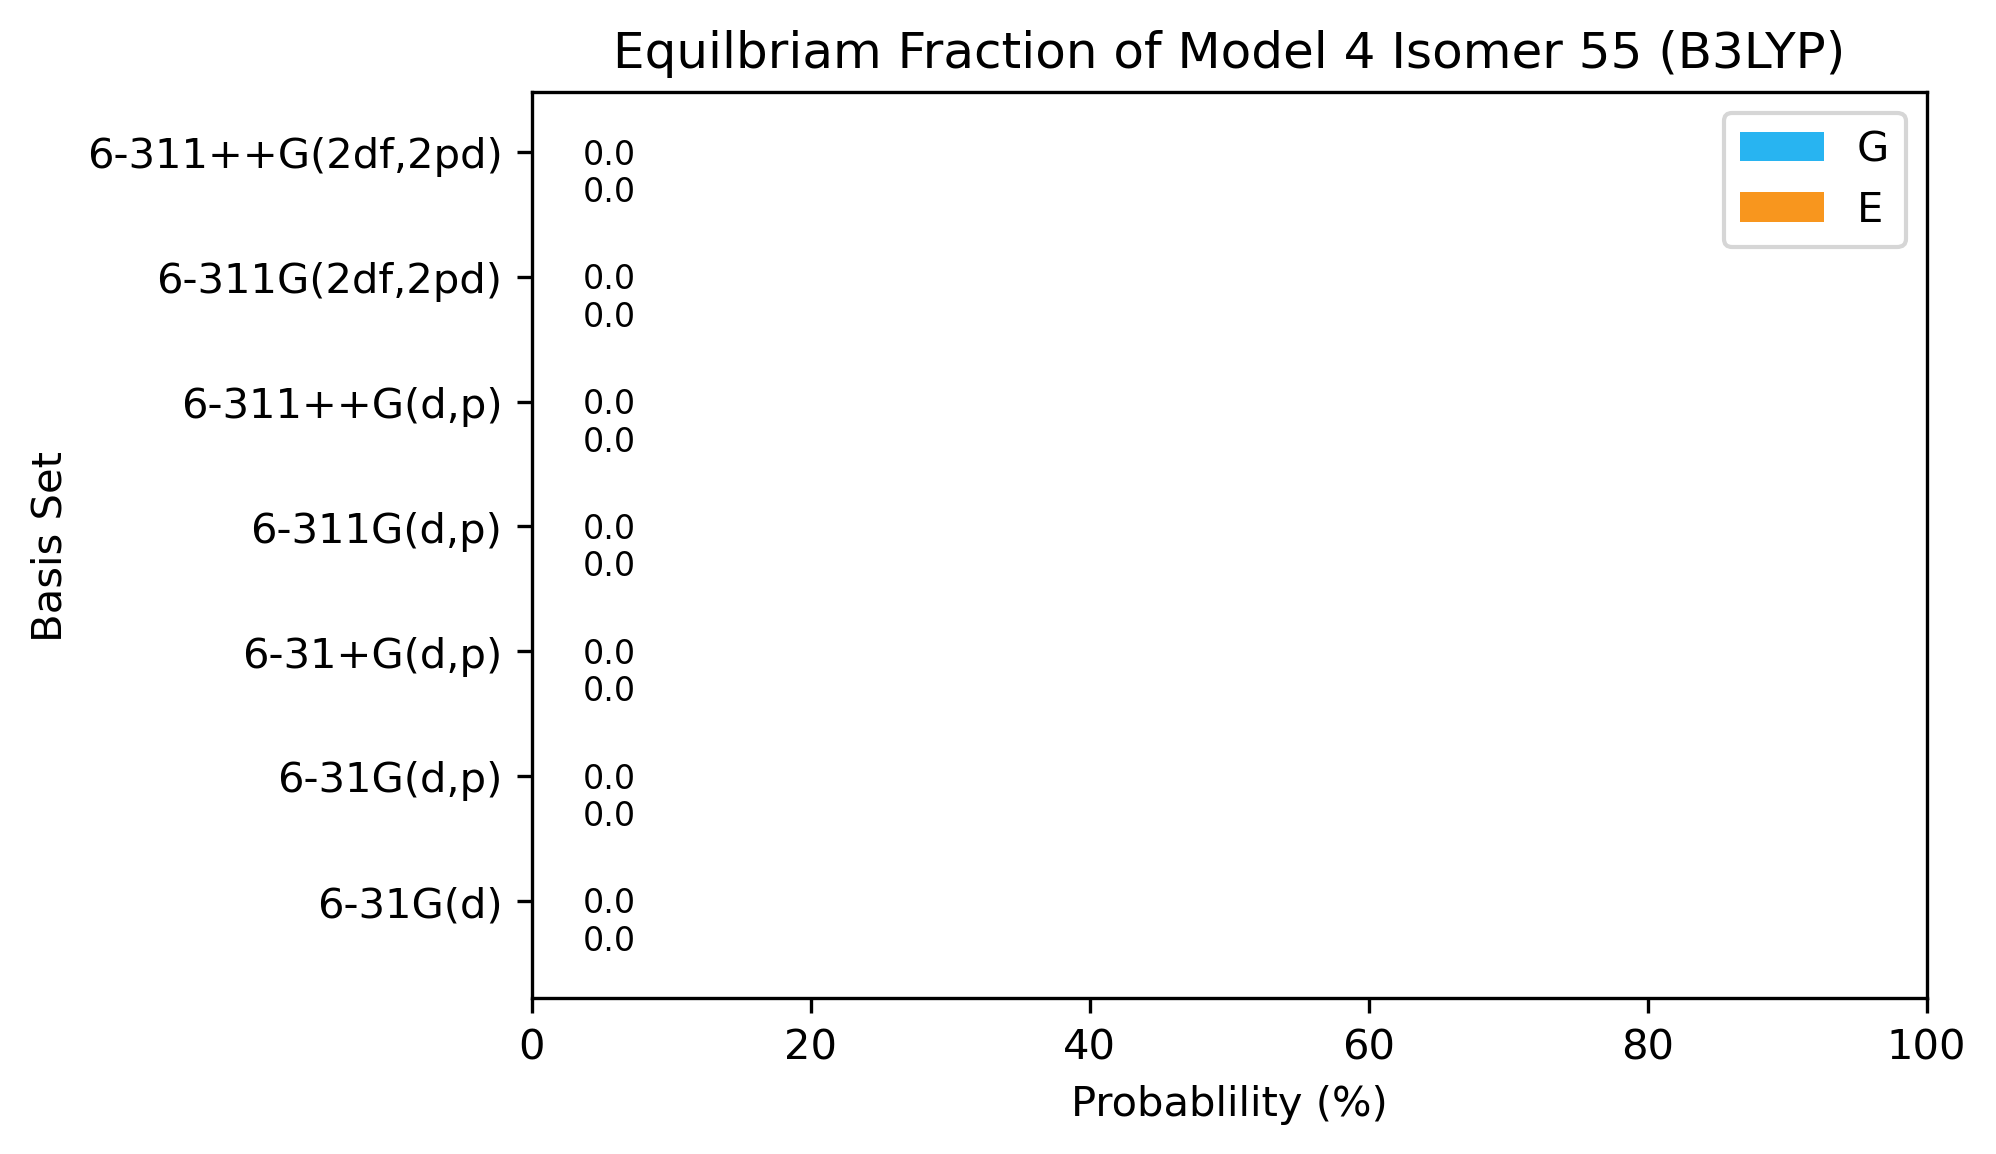 Equilbriam Fraction of Model 4 Isomer 55 (B3LYP)
G
E
Basis Set
6-311++G(2df,2pd)
0.0
0.0
6-311G(2df,2pd)
0.0
0.0
6-311++G(d,p)
0.0
0.0
6-311G(d,p)
0.0
0.0
6-31+G(d,p)
0.0
0.0
6-31G(d,p)
0.0
0.0
6-31G(d)
0.0
0.0
0 20 40 60 80 100
Probablility (%)